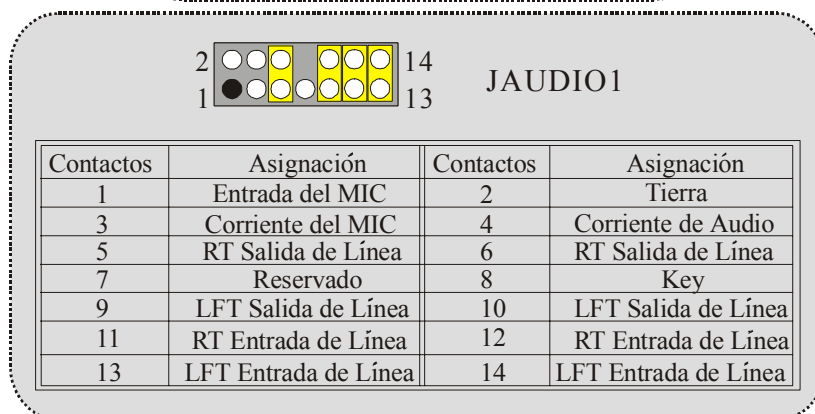 2 14
1 13
JAUDIO1
Contactos Asignación Contactos Asignación
1 Entrada del MIC 2 Tierra
3 Corriente del MIC 4 Corriente de Audio
5 RT Salida de Línea 6 RT Salida de Línea
7 Reservado 8 Key
9 LFT Salida de Línea 10 LFT Salida de Línea
11 RT Entrada de Línea 12 RT Entrada de Línea
13 LFT Entrada de Línea 14 LFT Entrada de Línea